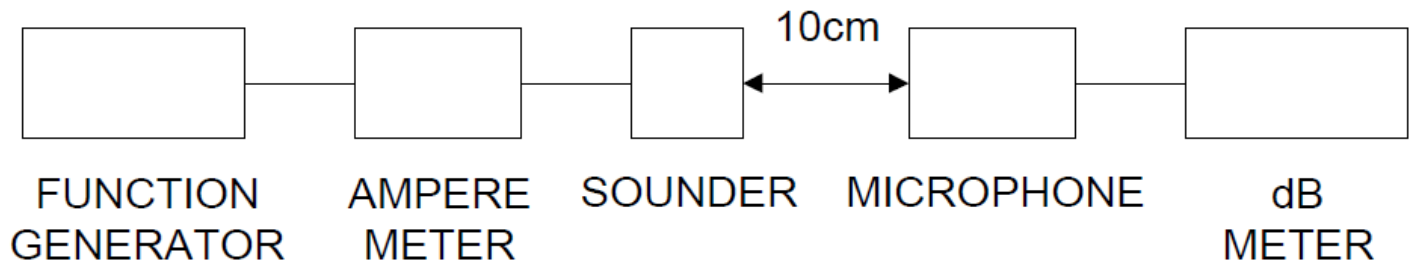 10cm
FUNCTION
GENERATOR
AMPERE
METER
SOUNDER
MICROPHONE
dB
METER